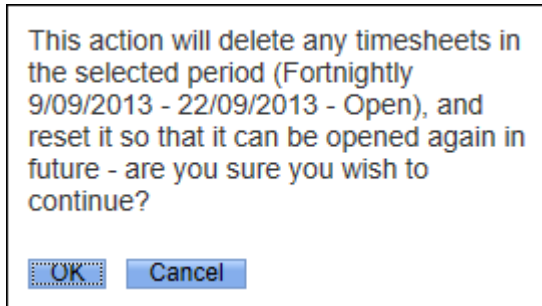 This action will delete any timesheets in
the selected period (Fortnightly
9/09/2013 - 22/09/2013 - Open), and
reset it so that it can be opened again in
future - are you sure you wish to
continue?
OK Cancel